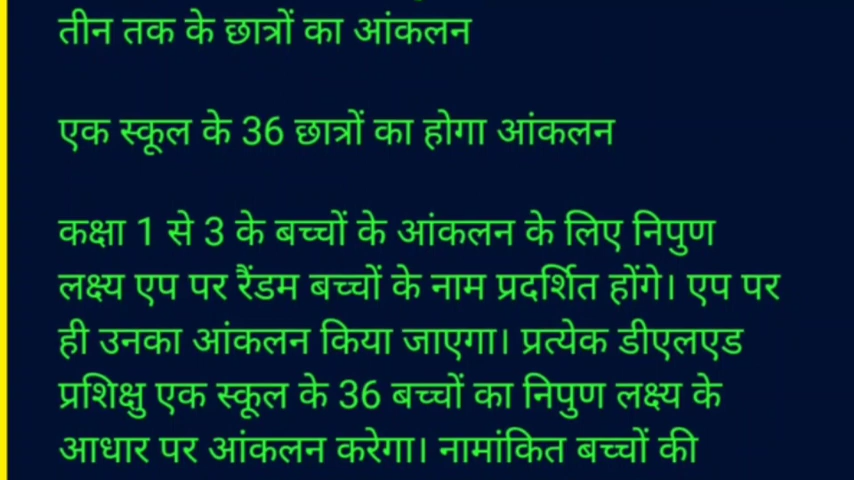 तीन तक के छात्रों का आंकलन
एक स्कूल के 36 छात्रों का होगा आंकलन
कक्षा 1 से 3 के बच्चों के आंकलन के लिए निपुण
लक्ष्य एप पर रैंडम बच्चों के नाम प्रदर्शित होंगे। एप पर
ही उनका आंकलन किया जाएगा। प्रत्येक डीएलएड
प्रशिक्षु एक स्कूल के 36 बच्चों का निपुण लक्ष्य के
आधार पर आंकलन करेगा। नामांकित बच्चों की